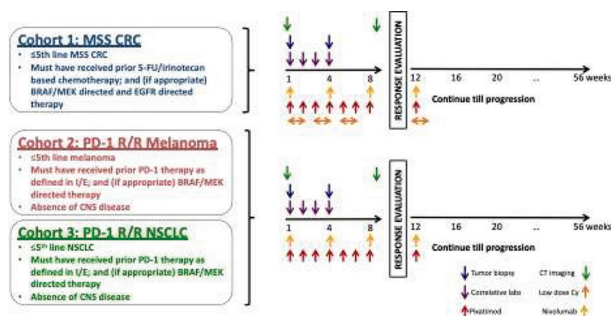 Cohort 1: MSS CRC
≤5th line MSS CRC
Must have received prior 5-FU/irinotecan
based chemotherapy; and (if appropriate)
BRAF/MEK directed and EGFR directed
therapy
Cohort 2: PD-1 R/R Melanoma
≤5th line melanoma
Must have received prior PD-1 therapy as
defined in I/E; and (if appropriate) BRAF/MEK
directed therapy
Absence of CNS disease
Cohort 3: PD-1 R/R NSCLC
≤5th line NSCLC
Must have received prior PD-1 therapy as
defined in I/E; and (if appropriate) BRAF/MEK
directed therapy
Absence of CNS disease
1 4 8
RESPONSE EVALUATION
12 16 20 .. 56 weeks
Continue till progression
1 4 8
RESPONSE EVALUATION
12 16 20 .. 56 weeks
Continue till progression
Tumor biopsy
CT imaging
Correlative labs
Low dose Cy
Pixatimod
Nivolumab